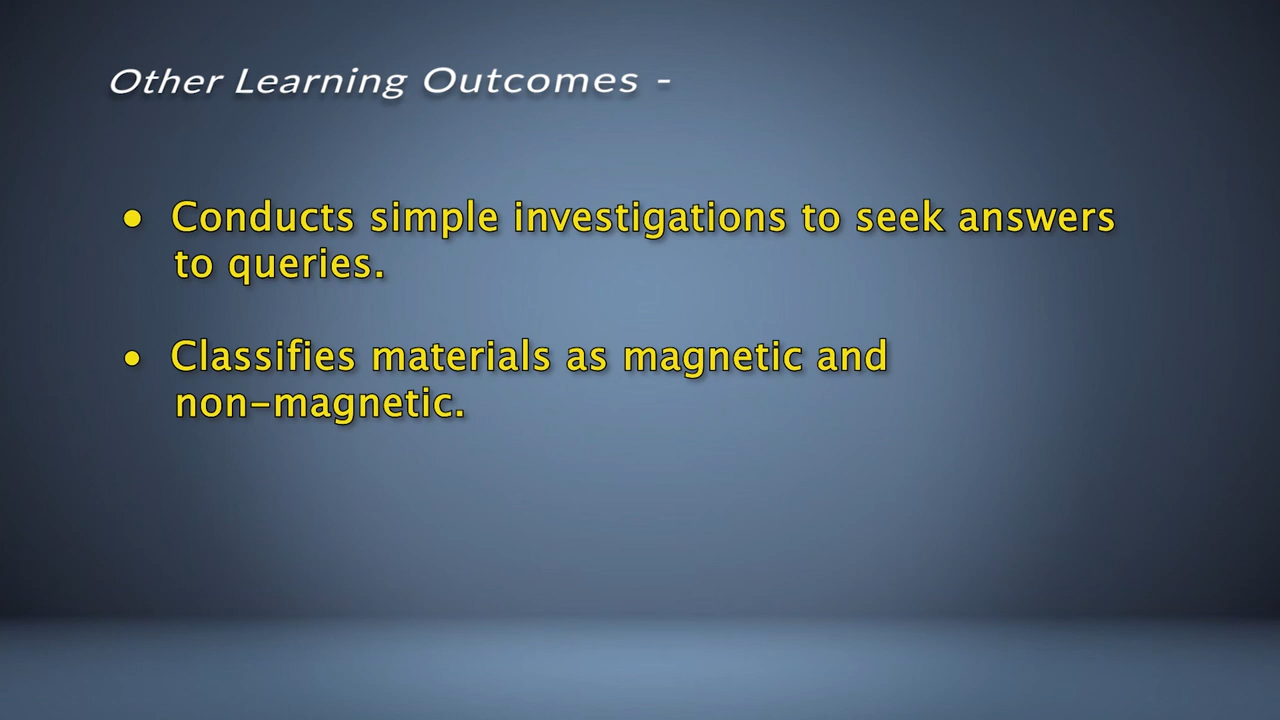 Other Learning Outcomes -
• Conducts simple investigations to seek answers
to queries.
• Classifies materials as magnetic and
non-magnetic.